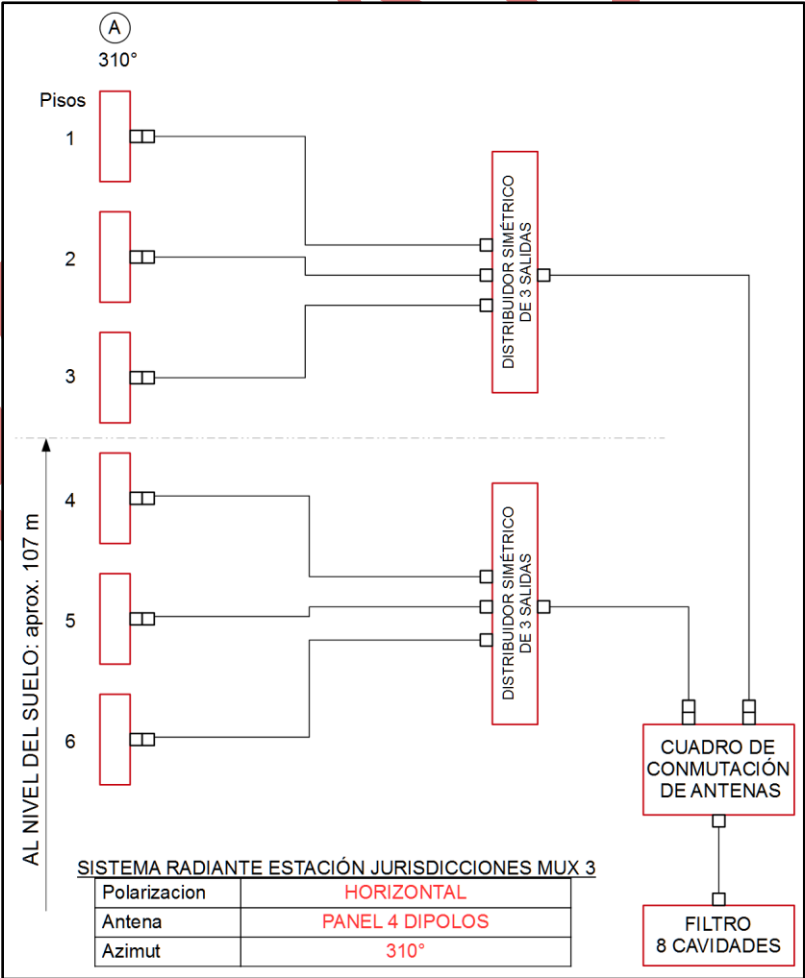 A
310°
Pisos
1
2
3
4
5
6
DISTRIBUIDOR SIMÉTRICO
DE 3 SALIDAS
DISTRIBUIDOR SIMÉTRICO
DE 3 SALIDAS
AL NIVEL DEL SUELO: aprox. 107 m
CUADRO DE
CONMUTACIÓN
DE ANTENAS
FILTRO
8 CAVIDADES
SISTEMA RADIANTE ESTACIÓN JURISDICCIONES MUX 3
Polarizacion HORIZONTAL
Antena PANEL 4 DIPOLOS
Azimut 310°